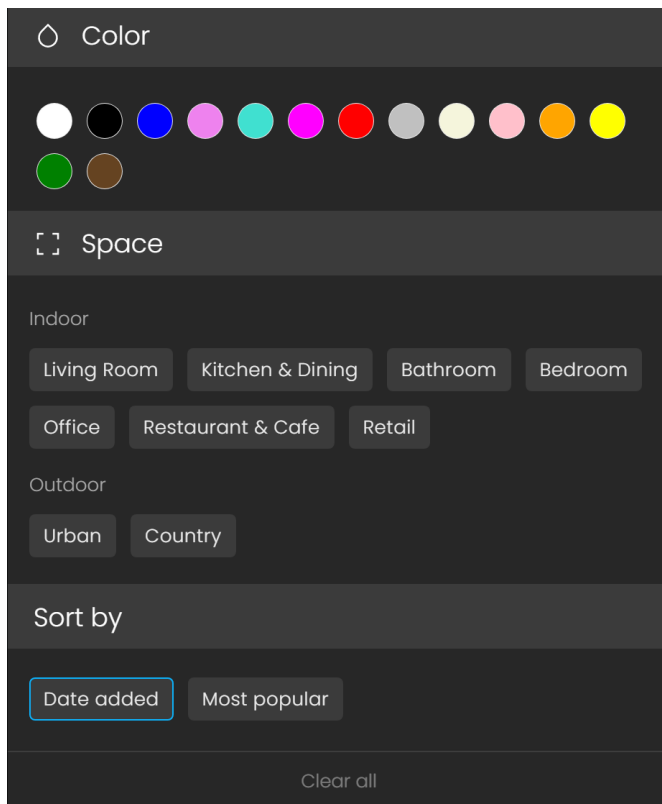 Color
Space
Indoor
Living Room Kitchen & Dining Bathroom Bedroom
Office Restaurant & Cafe Retail
Outdoor
Urban Country
Sort by
Date added Most popular
Clear all